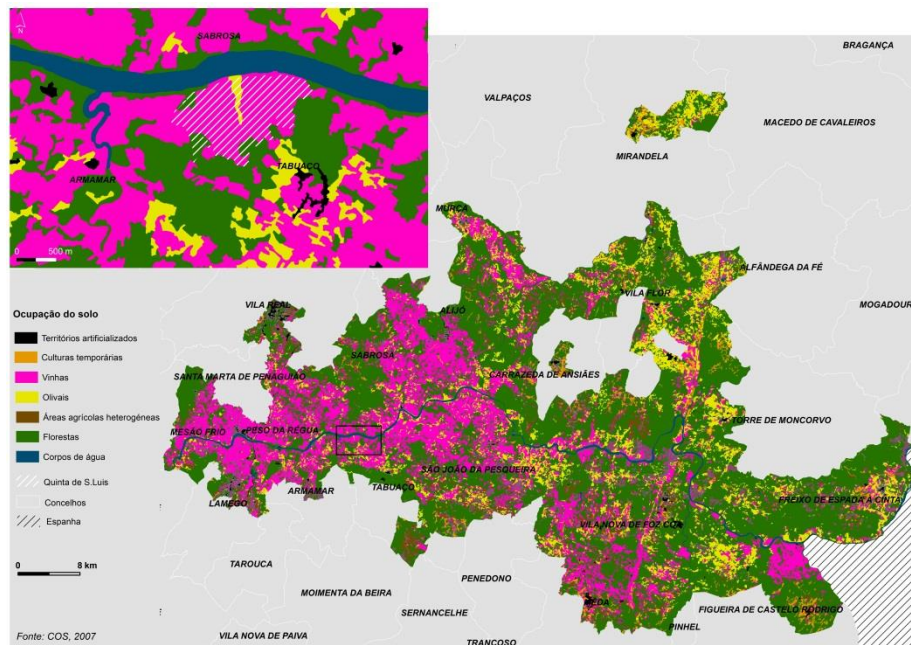 N
SABROSA
ARMAMAR
TABUAÇO
0 500 m
BRAGANÇA
VALPAÇOS
MACEDO DE CAVALEIROS
MIRANDELA
MURÇA
ALFÂNDEGA DA FÉ
VILA FLOR
MOGADOUR
VILA REAL
ALIJÓ
SABROSA
SANTA MARTA DE PENAGUIÃO
CARRAZEDA DE ANSIÃES
TORRE DE MONCORVO
MESÃO FRIO
PESO DA RÉGUA
SÃO JOÃO DA PESQUEIRA
TABUAÇO
ARMAMAR
LAMEGO
FREIXO DE ESPADA À CINTA
VILA NOVA DE FOZ CÔA
TAROUCA
MOIMENTA DA BEIRA
PENEDONO
SERNANCELHE
MEDA
FIGUEIRA DE CASTELO RODRIGO
PINHEL
VILA NOVA DE PAIVA
TRANCOSO
Ocupação do solo
Territórios artificializados
Culturas temporárias
Vinhas
Olivais
Áreas agrícolas heterogéneas
Florestas
Corpos de água
Quinta de S.Luis
Concelhos
Espanha
0 8 km
Fonte: COS, 2007